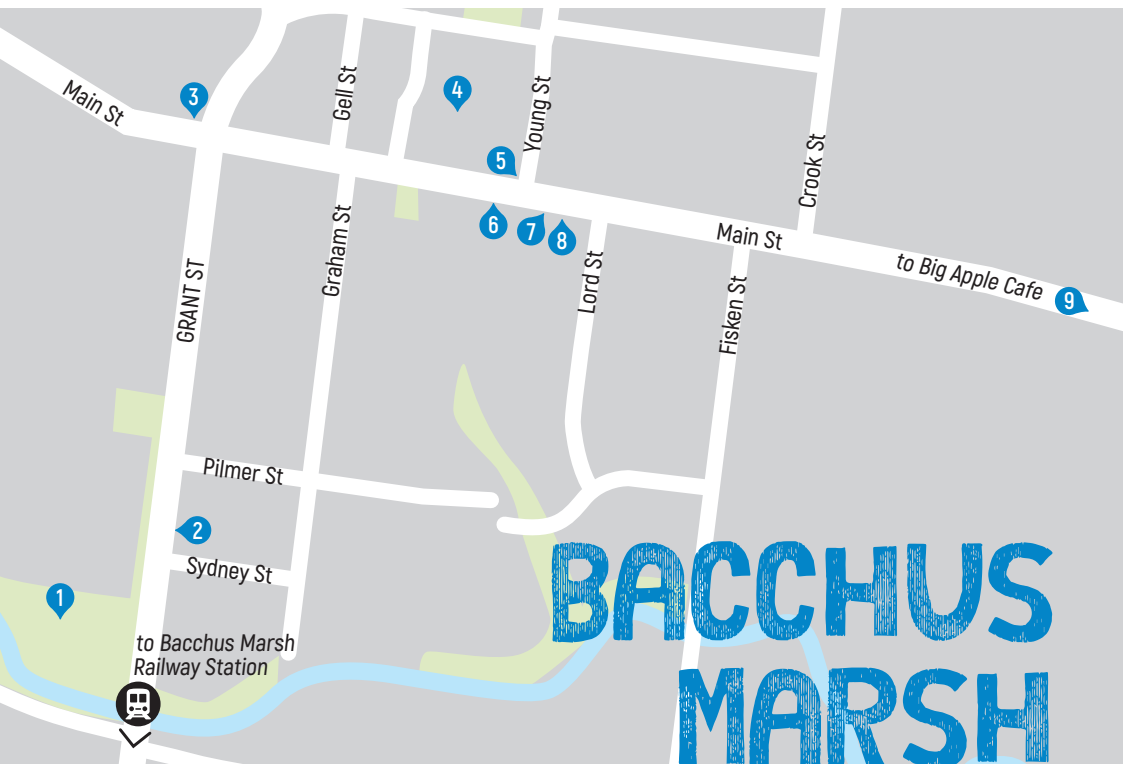 Main St
3
Gell St
4
Young St
5
Crook St
6
7
8
Main St
to Big Apple Cafe
9
GRANT ST
Graham St
Lord St
Fisken St
Pilmer St
2
Sydney St
1
to Bacchus Marsh
Railway Station
BACCHUS
MARSH